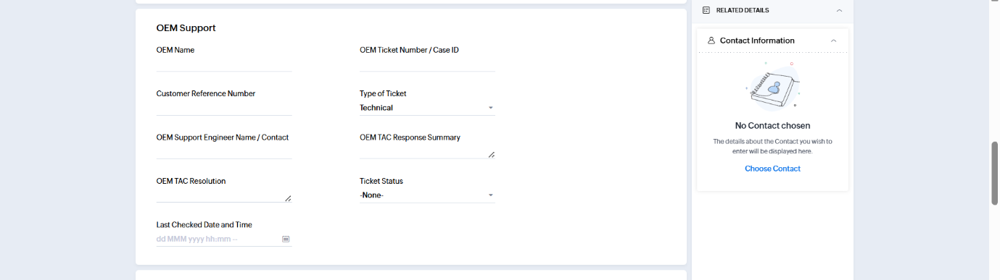 OEM Support
OEM Name
OEM Ticket Number / Case ID
Customer Reference Number
Type of Ticket
Technical
OEM Support Engineer Name / Contact
OEM TAC Response Summary
OEM TAC Resolution
Ticket Status
-None-
Last Checked Date and Time
dd MMM yyyy hh:mm --
RELATED DETAILS
Contact Information
No Contact chosen
The details about the Contact you wish to
enter will be displayed here.
Choose Contact